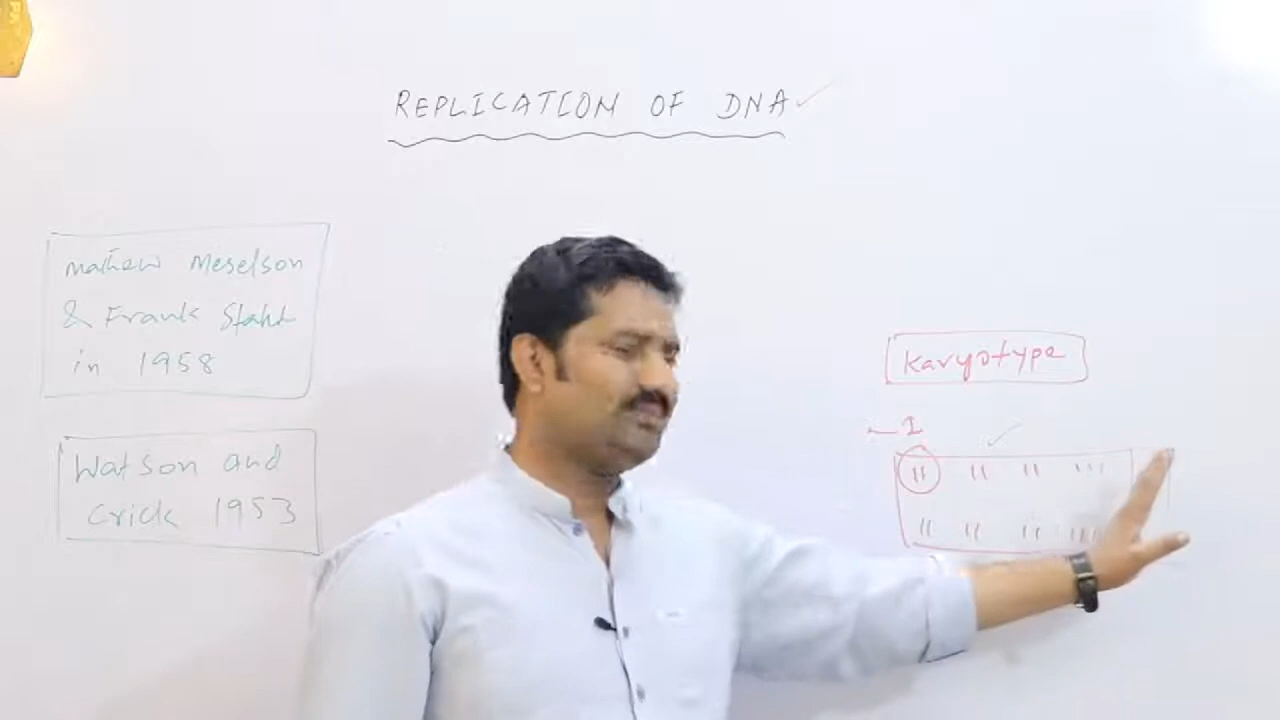 REPLICATION OF DNA
mathew Meselson
& Frank Stahl
in 1958
Watson and
Crick 1953
Karyotype
I